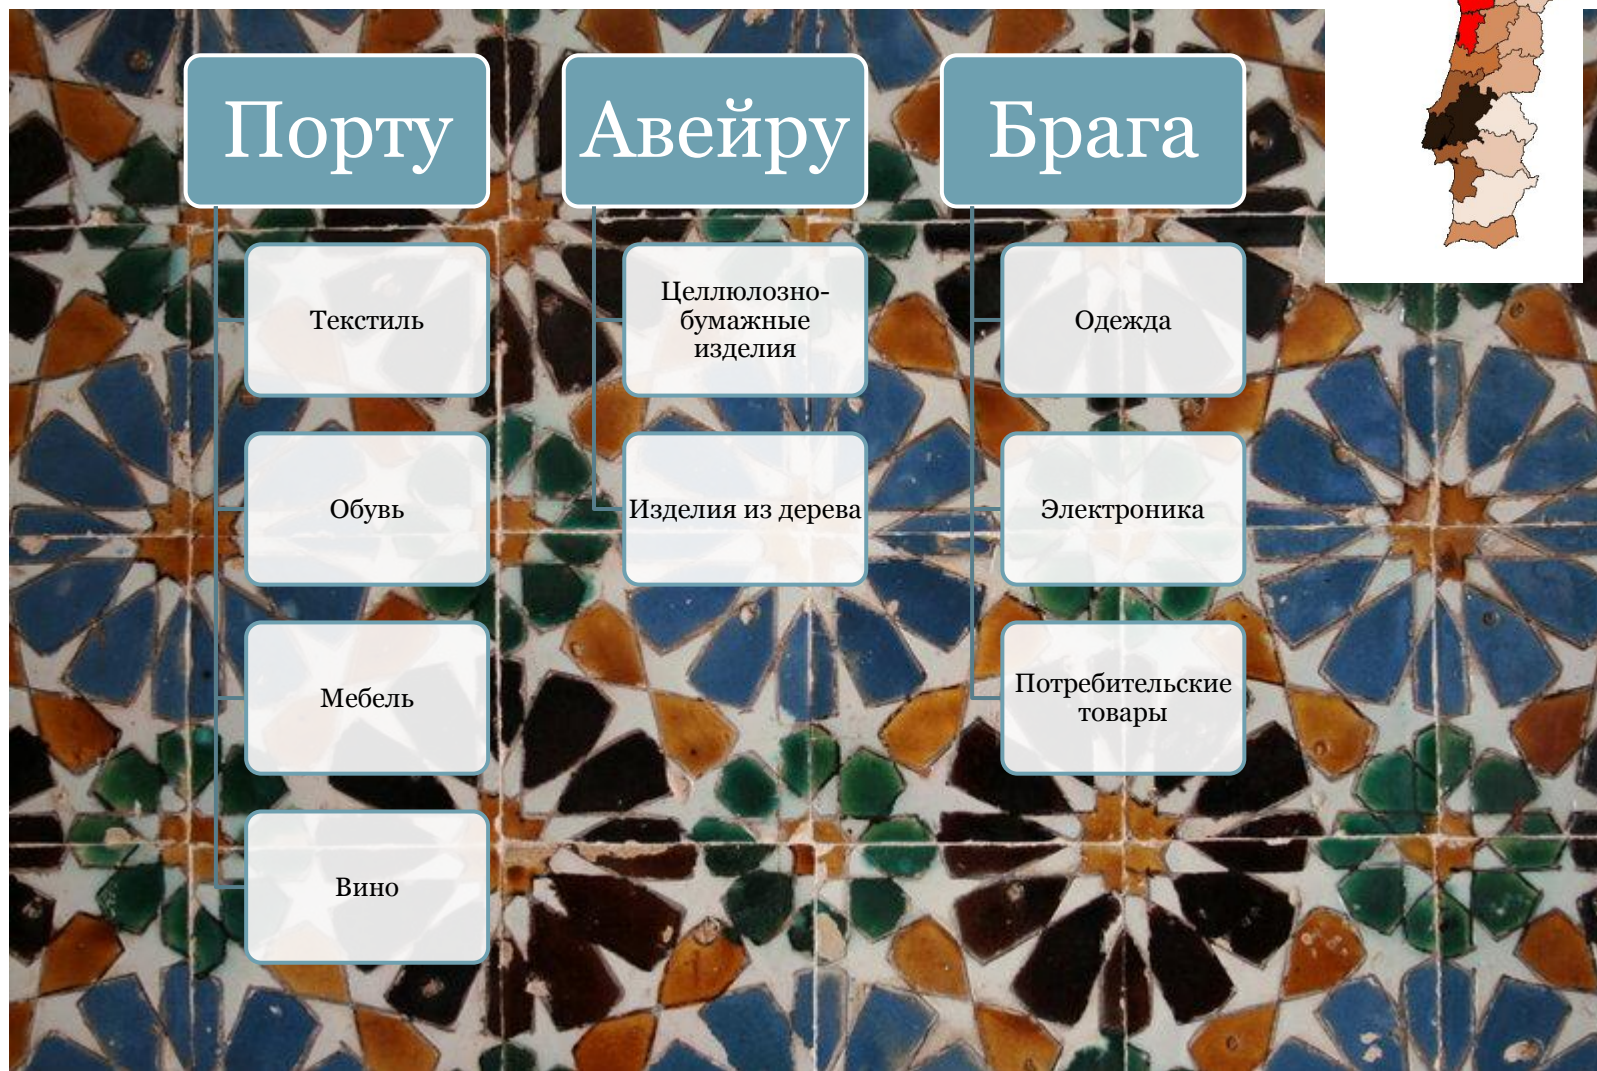 Порту
Текстиль
Обувь
Мебель
Вино
Авейру
Целлюлозно-
бумажные
изделия
Изделия из дерева
Брага
Одежда
Электроника
Потребительские
товары